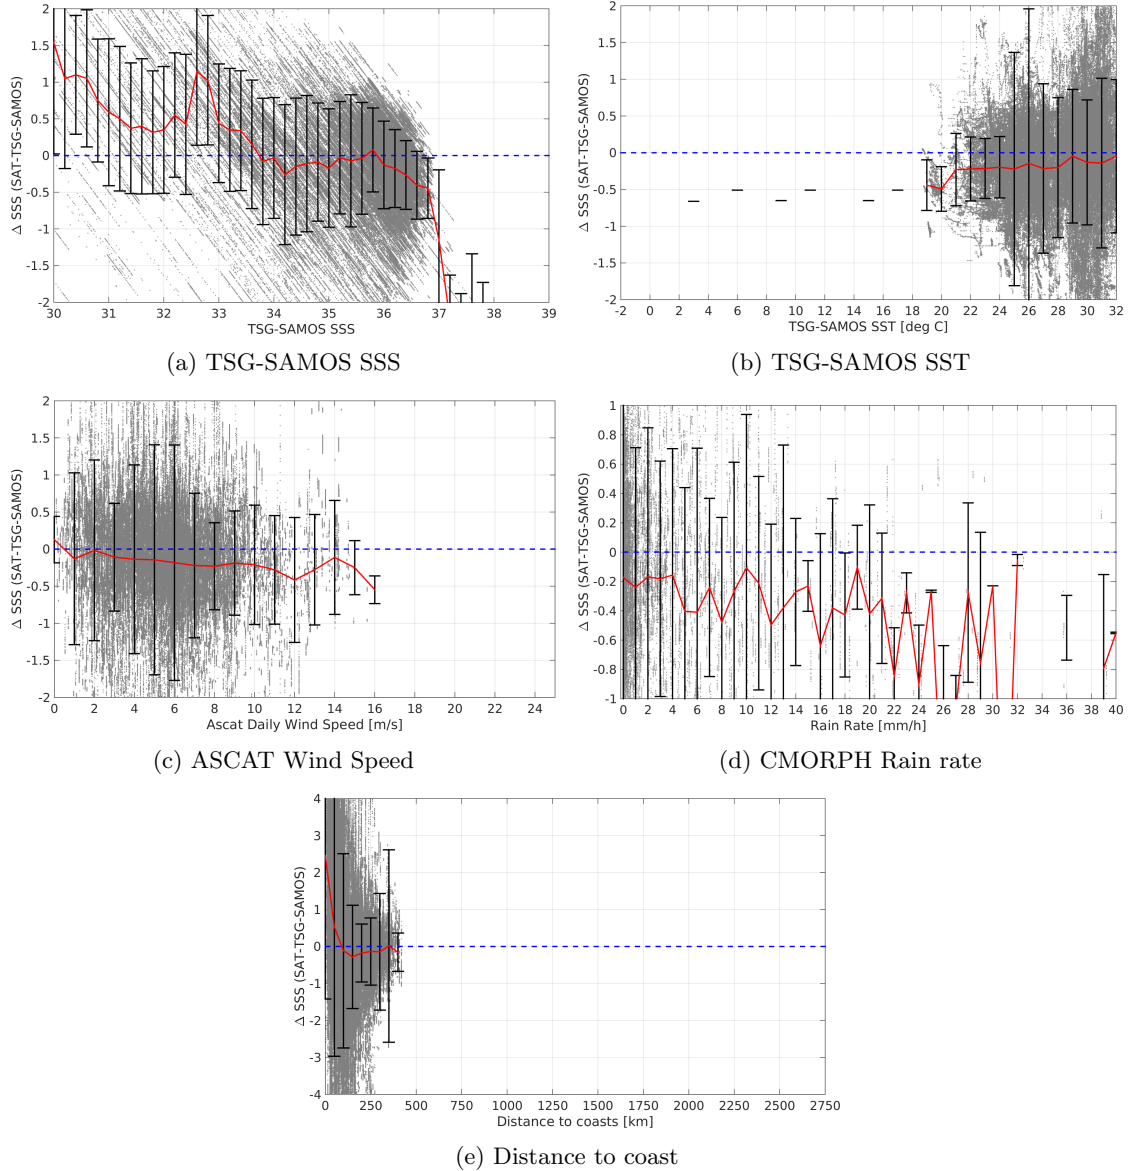 2
1.5
1
0.5
0
-0.5
-1
-1.5
-2
Δ SSS (SAT-TSG-SAMOS)
30 31 32 33 34 35 36 37 38 39
TSG-SAMOS SSS
(a) TSG-SAMOS SSS
2
1.5
1
0.5
0
-0.5
-1
-1.5
-2
Δ SSS (SAT-TSG-SAMOS)
-2 0 2 4 6 8 10 12 14 16 18 20 22 24 26 28 30 32
TSG-SAMOS SST [deg C]
(b) TSG-SAMOS SST
2
1.5
1
0.5
0
-0.5
-1
-1.5
-2
Δ SSS (SAT-TSG-SAMOS)
0 2 4 6 8 10 12 14 16 18 20 22 24
Ascat Daily Wind Speed [m/s]
(c) ASCAT Wind Speed
1
0.8
0.6
0.4
0.2
0
-0.2
-0.4
-0.6
-0.8
-1
Δ SSS (SAT-TSG-SAMOS)
0 2 4 6 8 10 12 14 16 18 20 22 24 26 28 30 32 34 36 38 40
Rain Rate [mm/h]
(d) CMORPH Rain rate
4
3
2
1
0
-1
-2
-3
-4
Δ SSS (SAT-TSG-SAMOS)
0 250 500 750 1000 1250 1500 1750 2000 2250 2500 2750
Distance to coasts [km]
(e) Distance to coast